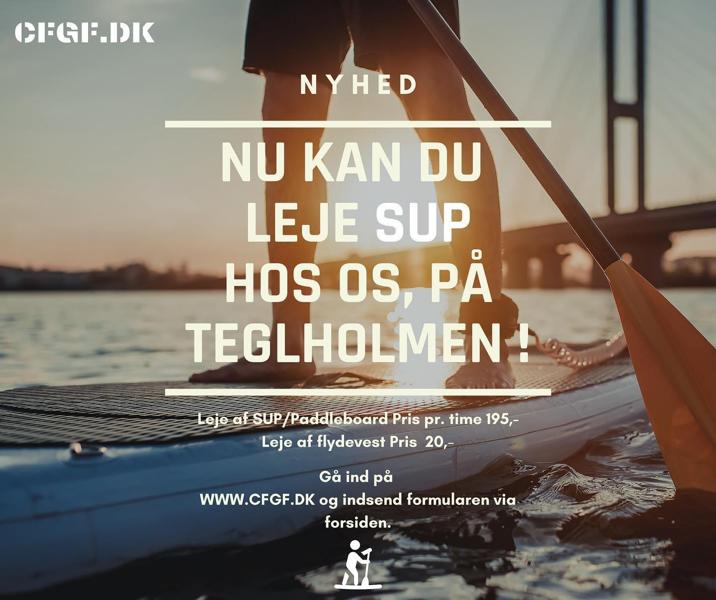 CFGF.DK
NYHED
NU KAN DU
LEJE SUP
HOS OS, PÅ
TEGLHOLMEN !
Leje af SUP/Paddleboard Pris pr. time 195,-
Leje af flydevest Pris 20,-
Gå ind på
WWW.CFGF.DK og indsend formularen via
forsiden.